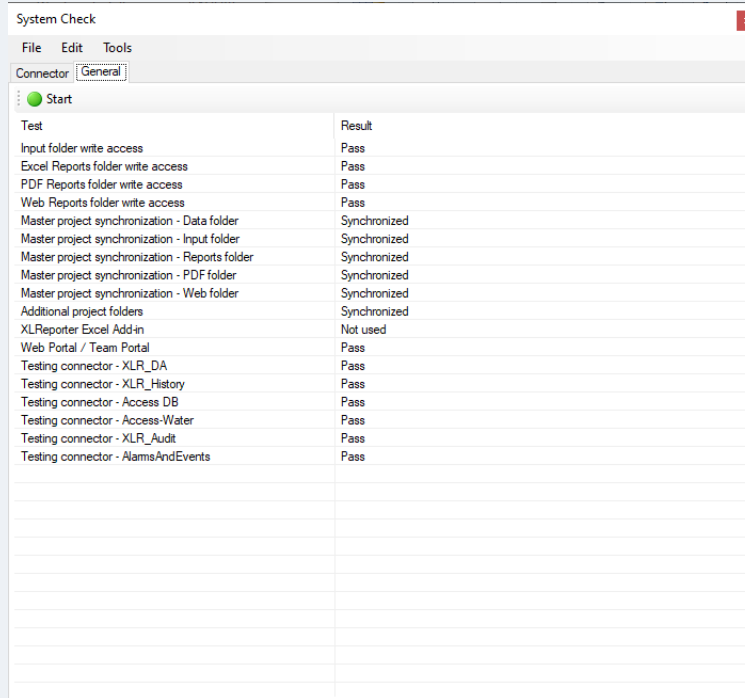 System Check
File Edit Tools
Connector General
Start
Test Result
Input folder write access Pass
Excel Reports folder write access Pass
PDF Reports folder write access Pass
Web Reports folder write access Pass
Master project synchronization - Data folder Synchronized
Master project synchronization - Input folder Synchronized
Master project synchronization - Reports folder Synchronized
Master project synchronization - PDF folder Synchronized
Master project synchronization - Web folder Synchronized
Additional project folders Synchronized
XLReporter Excel Add-in Not used
Web Portal / Team Portal Pass
Testing connector - XLR_DA Pass
Testing connector - XLR_History Pass
Testing connector - Access DB Pass
Testing connector - Access-Water Pass
Testing connector - XLR_Audit Pass
Testing connector - AlarmsAndEvents Pass